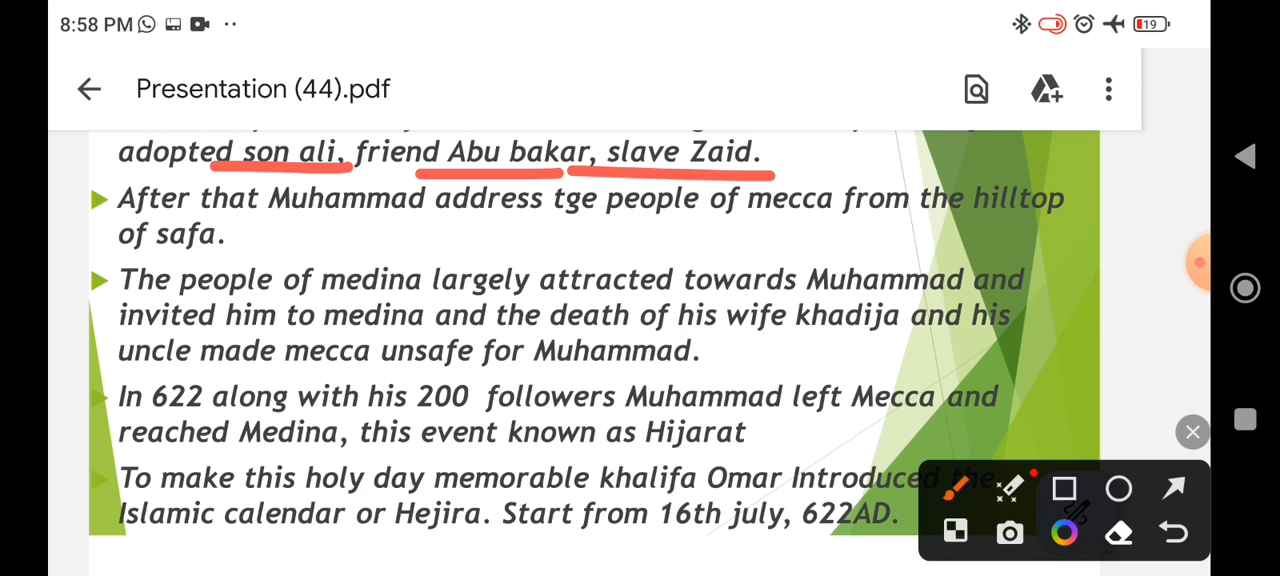 8:58 PM
19
Presentation (44).pdf
adopted son ali, friend Abu bakar, slave Zaid.
After that Muhammad address tge people of mecca from the hilltop
of safa.
The people of medina largely attracted towards Muhammad and
invited him to medina and the death of his wife khadija and his
uncle made mecca unsafe for Muhammad.
In 622 along with his 200 followers Muhammad left Mecca and
reached Medina, this event known as Hijarat
To make this holy day memorable khalifa Omar Introduced the
Islamic calendar or Hejira. Start from 16th july, 622AD.